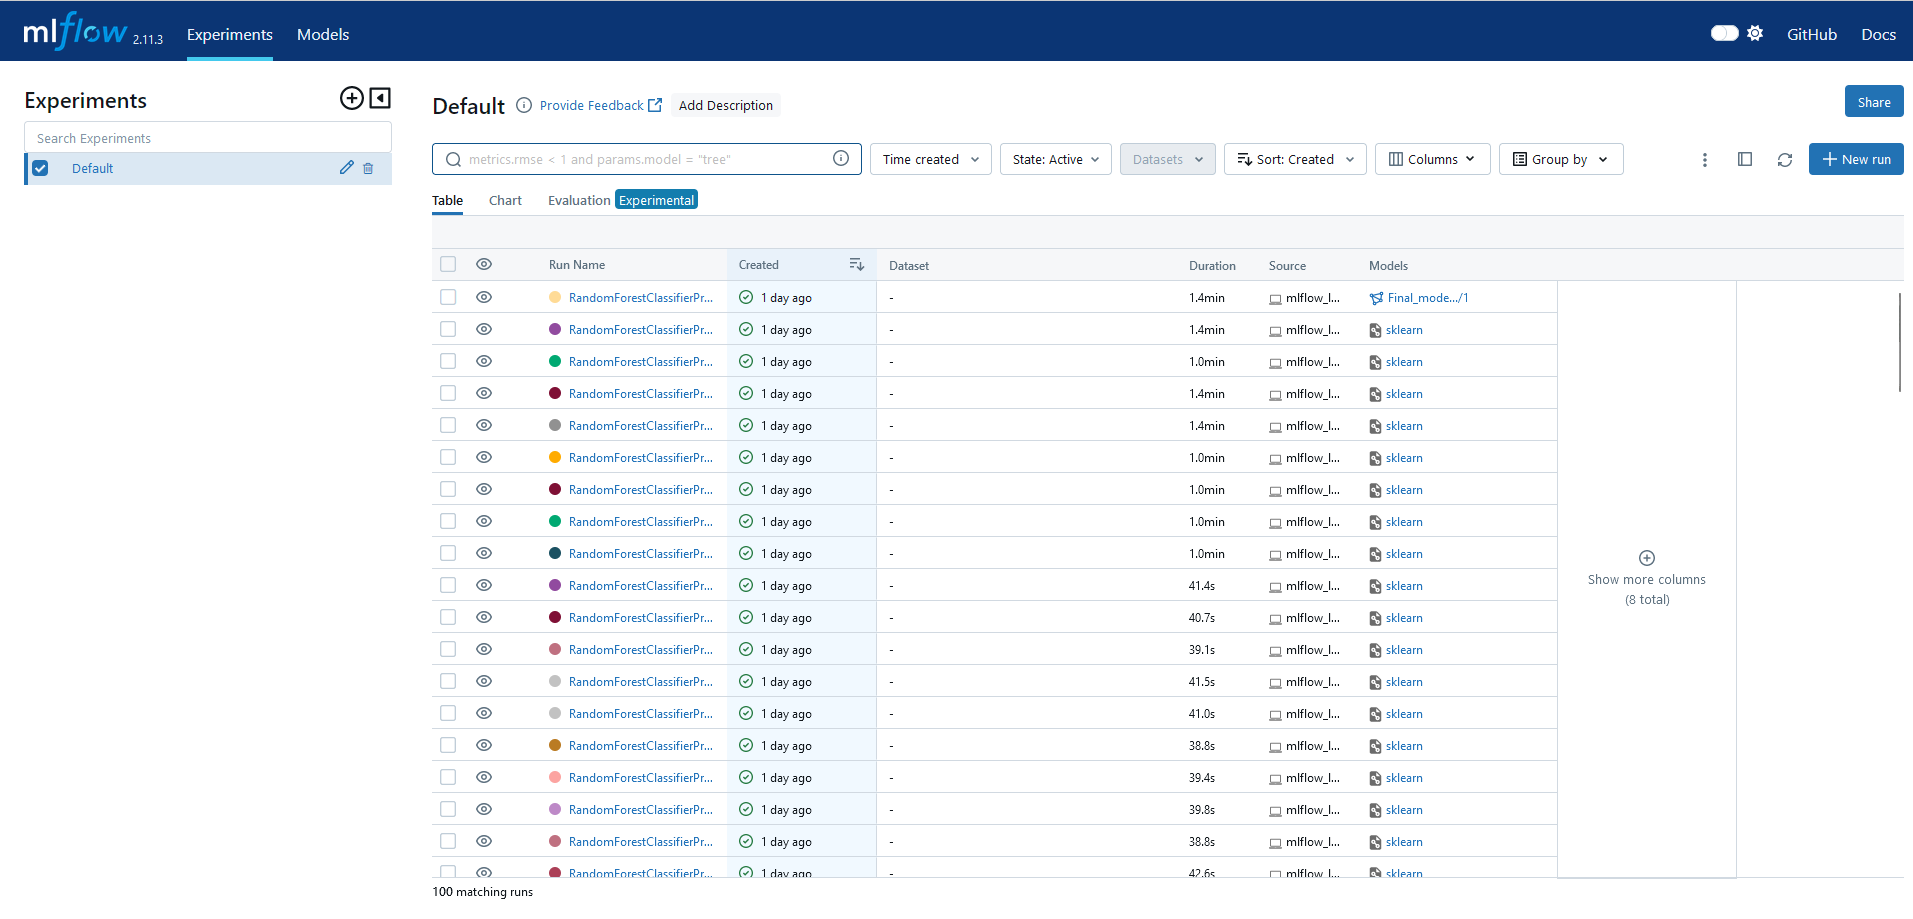 mlflow 2.11.3 Experiments Models GitHub Docs
Experiments
Search Experiments
Default
Default Provide Feedback Add Description Share
metrics.rmse < 1 and params.model = "tree" Time created State: Active Datasets Sort: Created Columns Group by New run
Table Chart Evaluation Experimental
Run Name Created Dataset Duration Source Models
RandomForestClassifierPr... 1 day ago - 1.4min mlflow_l... Final_mode.../1
RandomForestClassifierPr... 1 day ago - 1.4min mlflow_l... sklearn
RandomForestClassifierPr... 1 day ago - 1.0min mlflow_l... sklearn
RandomForestClassifierPr... 1 day ago - 1.4min mlflow_l... sklearn
RandomForestClassifierPr... 1 day ago - 1.4min mlflow_l... sklearn
RandomForestClassifierPr... 1 day ago - 1.0min mlflow_l... sklearn
RandomForestClassifierPr... 1 day ago - 1.0min mlflow_l... sklearn
RandomForestClassifierPr... 1 day ago - 1.0min mlflow_l... sklearn
RandomForestClassifierPr... 1 day ago - 1.0min mlflow_l... sklearn
RandomForestClassifierPr... 1 day ago - 41.4s mlflow_l... sklearn
RandomForestClassifierPr... 1 day ago - 40.7s mlflow_l... sklearn
RandomForestClassifierPr... 1 day ago - 39.1s mlflow_l... sklearn
RandomForestClassifierPr... 1 day ago - 41.5s mlflow_l... sklearn
RandomForestClassifierPr... 1 day ago - 41.0s mlflow_l... sklearn
RandomForestClassifierPr... 1 day ago - 38.8s mlflow_l... sklearn
RandomForestClassifierPr... 1 day ago - 39.4s mlflow_l... sklearn
RandomForestClassifierPr... 1 day ago - 39.8s mlflow_l... sklearn
RandomForestClassifierPr... 1 day ago - 38.8s mlflow_l... sklearn
RandomForestClassifierPr... 1 day ago - 42.6s mlflow_l... sklearn
Show more columns
(8 total)
100 matching runs